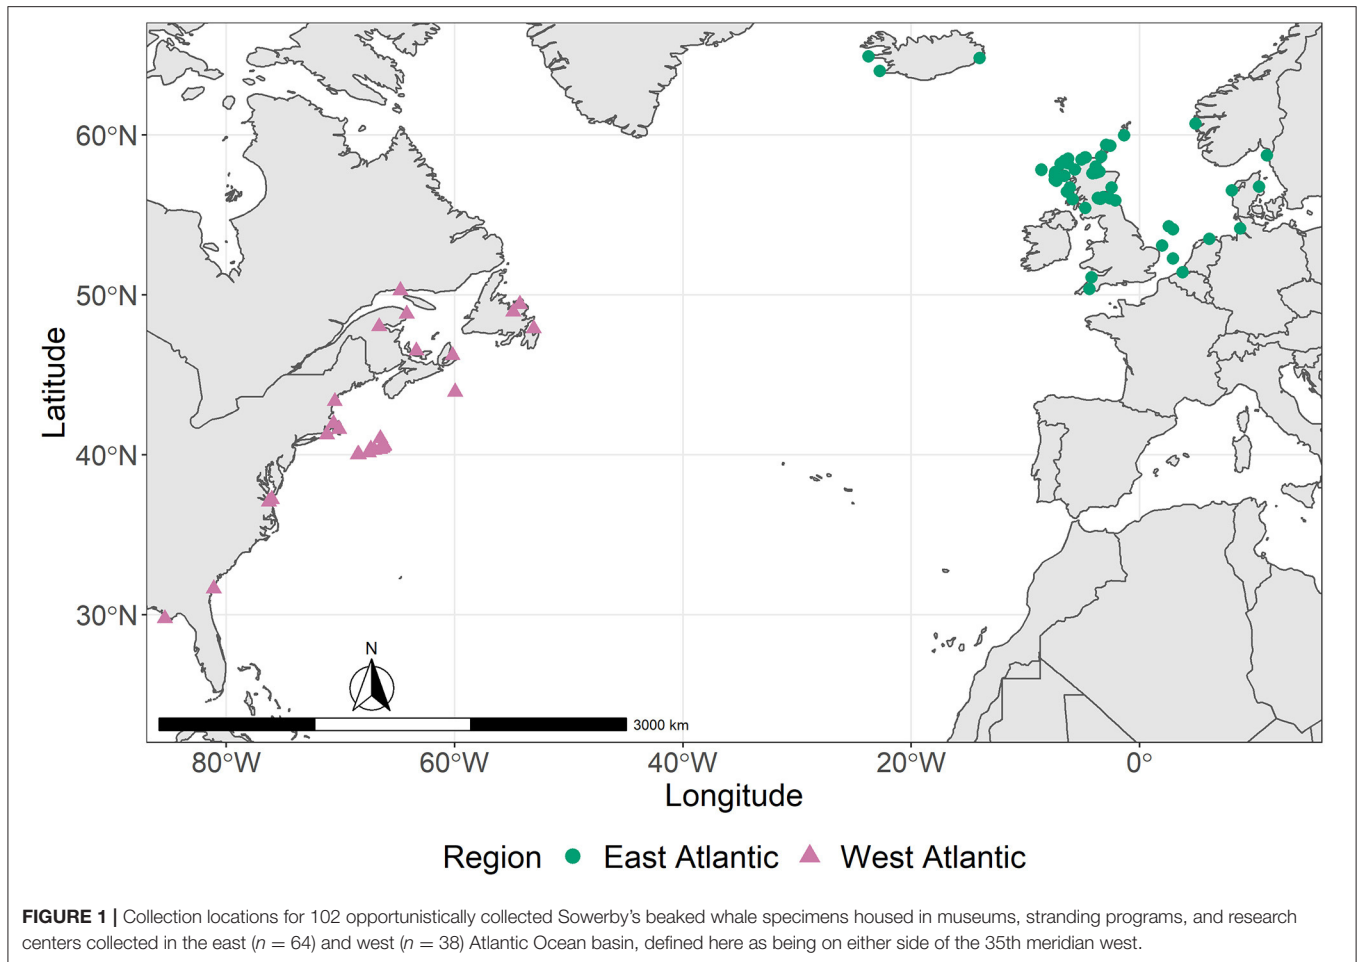 60°N
50°N
40°N
30°N
Latitude
N
3000 km
80°W 60°W 40°W 20°W 0°
Longitude
Region East Atlantic West Atlantic
FIGURE 1 | Collection locations for 102 opportunistically collected Sowerby's beaked whale specimens housed in museums, stranding programs, and research
centers collected in the east (n = 64) and west (n = 38) Atlantic Ocean basin, defined here as being on either side of the 35th meridian west.